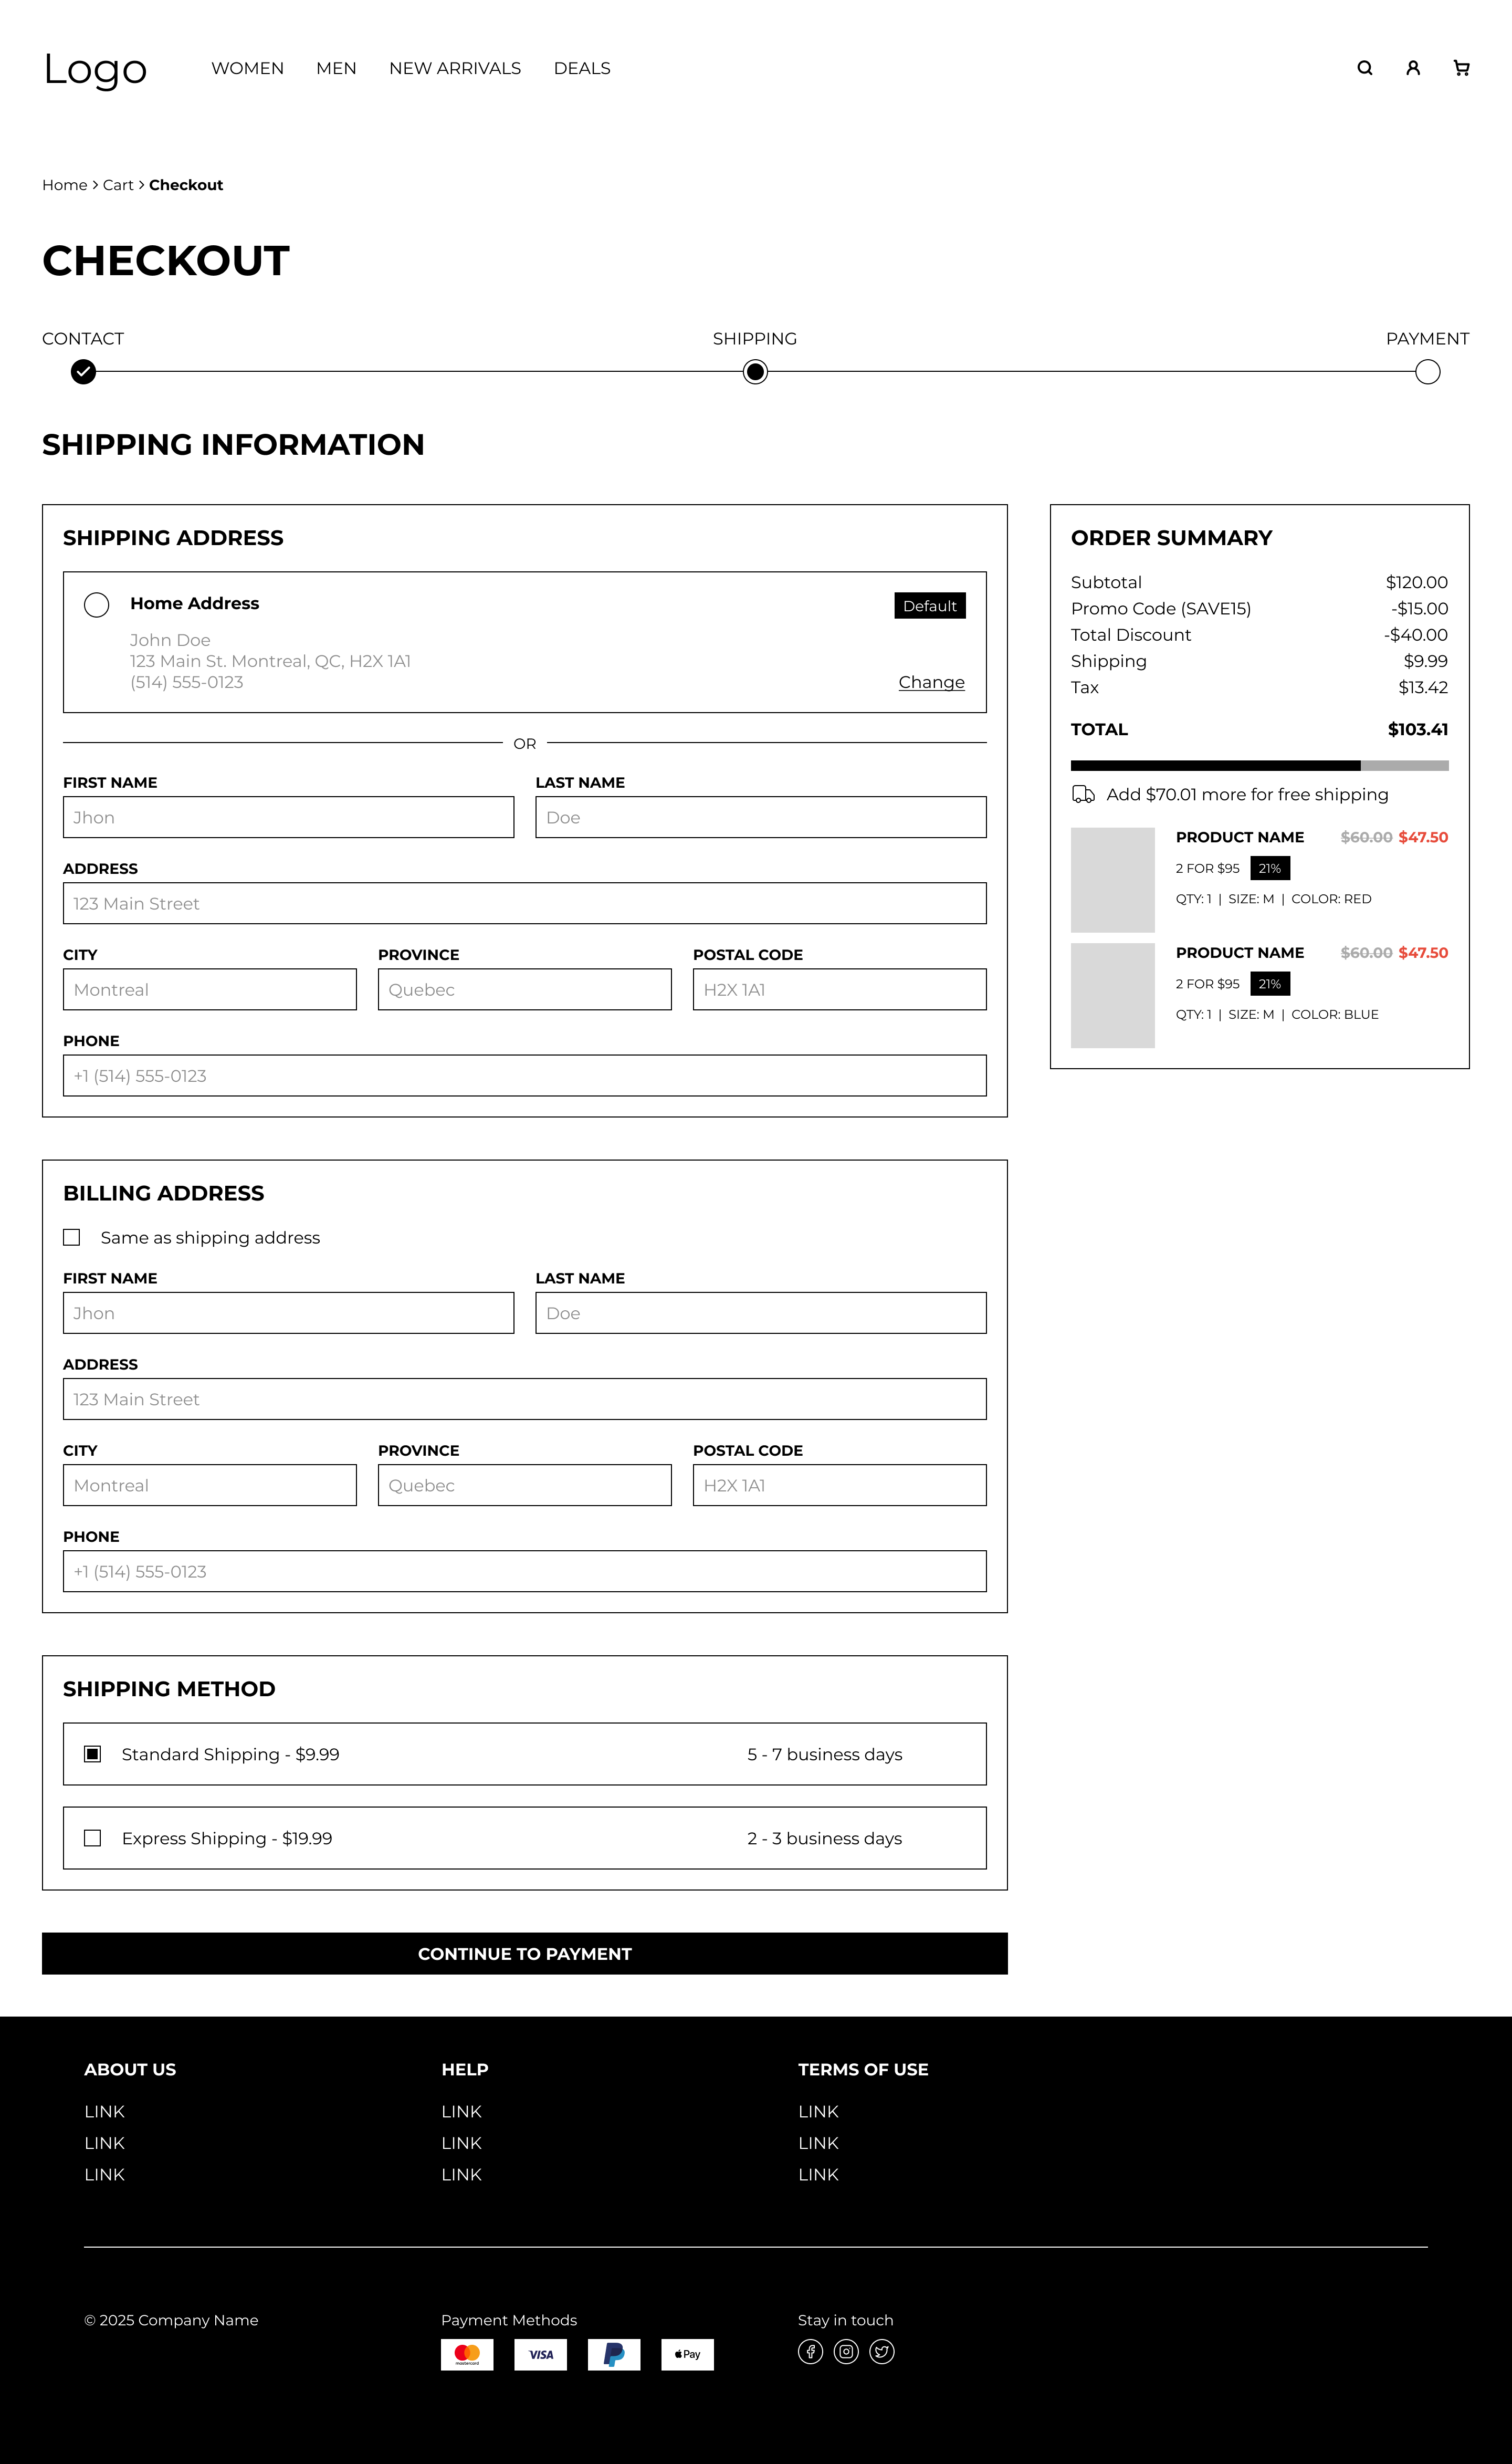 Logo
WOMEN MEN NEW ARRIVALS DEALS
Home > Cart > Checkout
CHECKOUT
CONTACT SHIPPING PAYMENT
SHIPPING INFORMATION
SHIPPING ADDRESS
Home Address Default
John Doe
123 Main St. Montreal, QC, H2X 1A1
(514) 555-0123 Change
OR
FIRST NAME LAST NAME
Jhon Doe
ADDRESS
123 Main Street
CITY PROVINCE POSTAL CODE
Montreal Quebec H2X 1A1
PHONE
+1 (514) 555-0123
ORDER SUMMARY
Subtotal $120.00
Promo Code (SAVE15) -$15.00
Total Discount -$40.00
Shipping $9.99
Tax $13.42
TOTAL $103.41
Add $70.01 more for free shipping
PRODUCT NAME $60.00 $47.50
2 FOR $95 21%
QTY: 1 | SIZE: M | COLOR: RED
PRODUCT NAME $60.00 $47.50
2 FOR $95 21%
QTY: 1 | SIZE: M | COLOR: BLUE
BILLING ADDRESS
Same as shipping address
FIRST NAME LAST NAME
Jhon Doe
ADDRESS
123 Main Street
CITY PROVINCE POSTAL CODE
Montreal Quebec H2X 1A1
PHONE
+1 (514) 555-0123
SHIPPING METHOD
Standard Shipping - $9.99 5 - 7 business days
Express Shipping - $19.99 2 - 3 business days
CONTINUE TO PAYMENT
ABOUT US HELP TERMS OF USE
LINK LINK LINK
LINK LINK LINK
LINK LINK LINK
© 2025 Company Name Payment Methods Stay in touch
mastercard VISA Pay